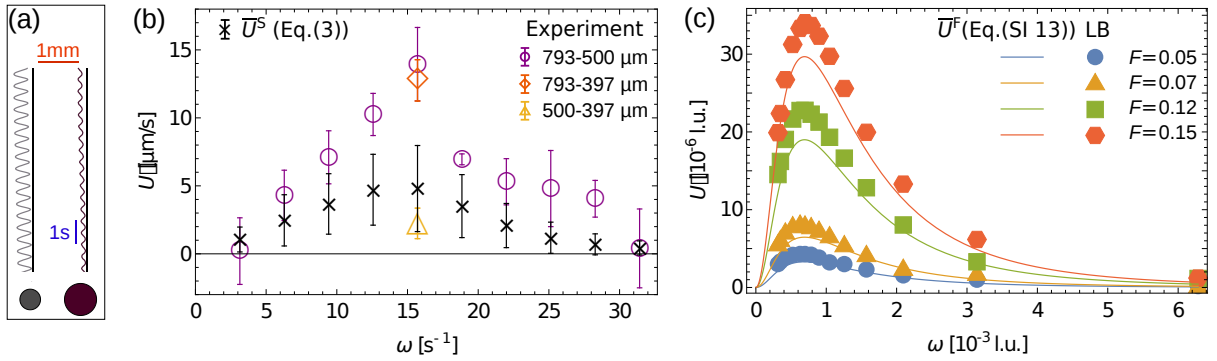 (a)
1mm
1s
(b)
U̅ˢ (Eq.(3))
Experiment
793-500 μm
793-397 μm
500-397 μm
15
10
5
0
U▯[μm/s]
0 5 10 15 20 25 30
ω [s⁻¹]
(c)
U̅ᶠ(Eq.(SI 13)) LB
F=0.05
F=0.07
F=0.12
F=0.15
30
20
10
0
U▯[10⁻⁶ l.u.]
0 1 2 3 4 5 6
ω [10⁻³ l.u.]